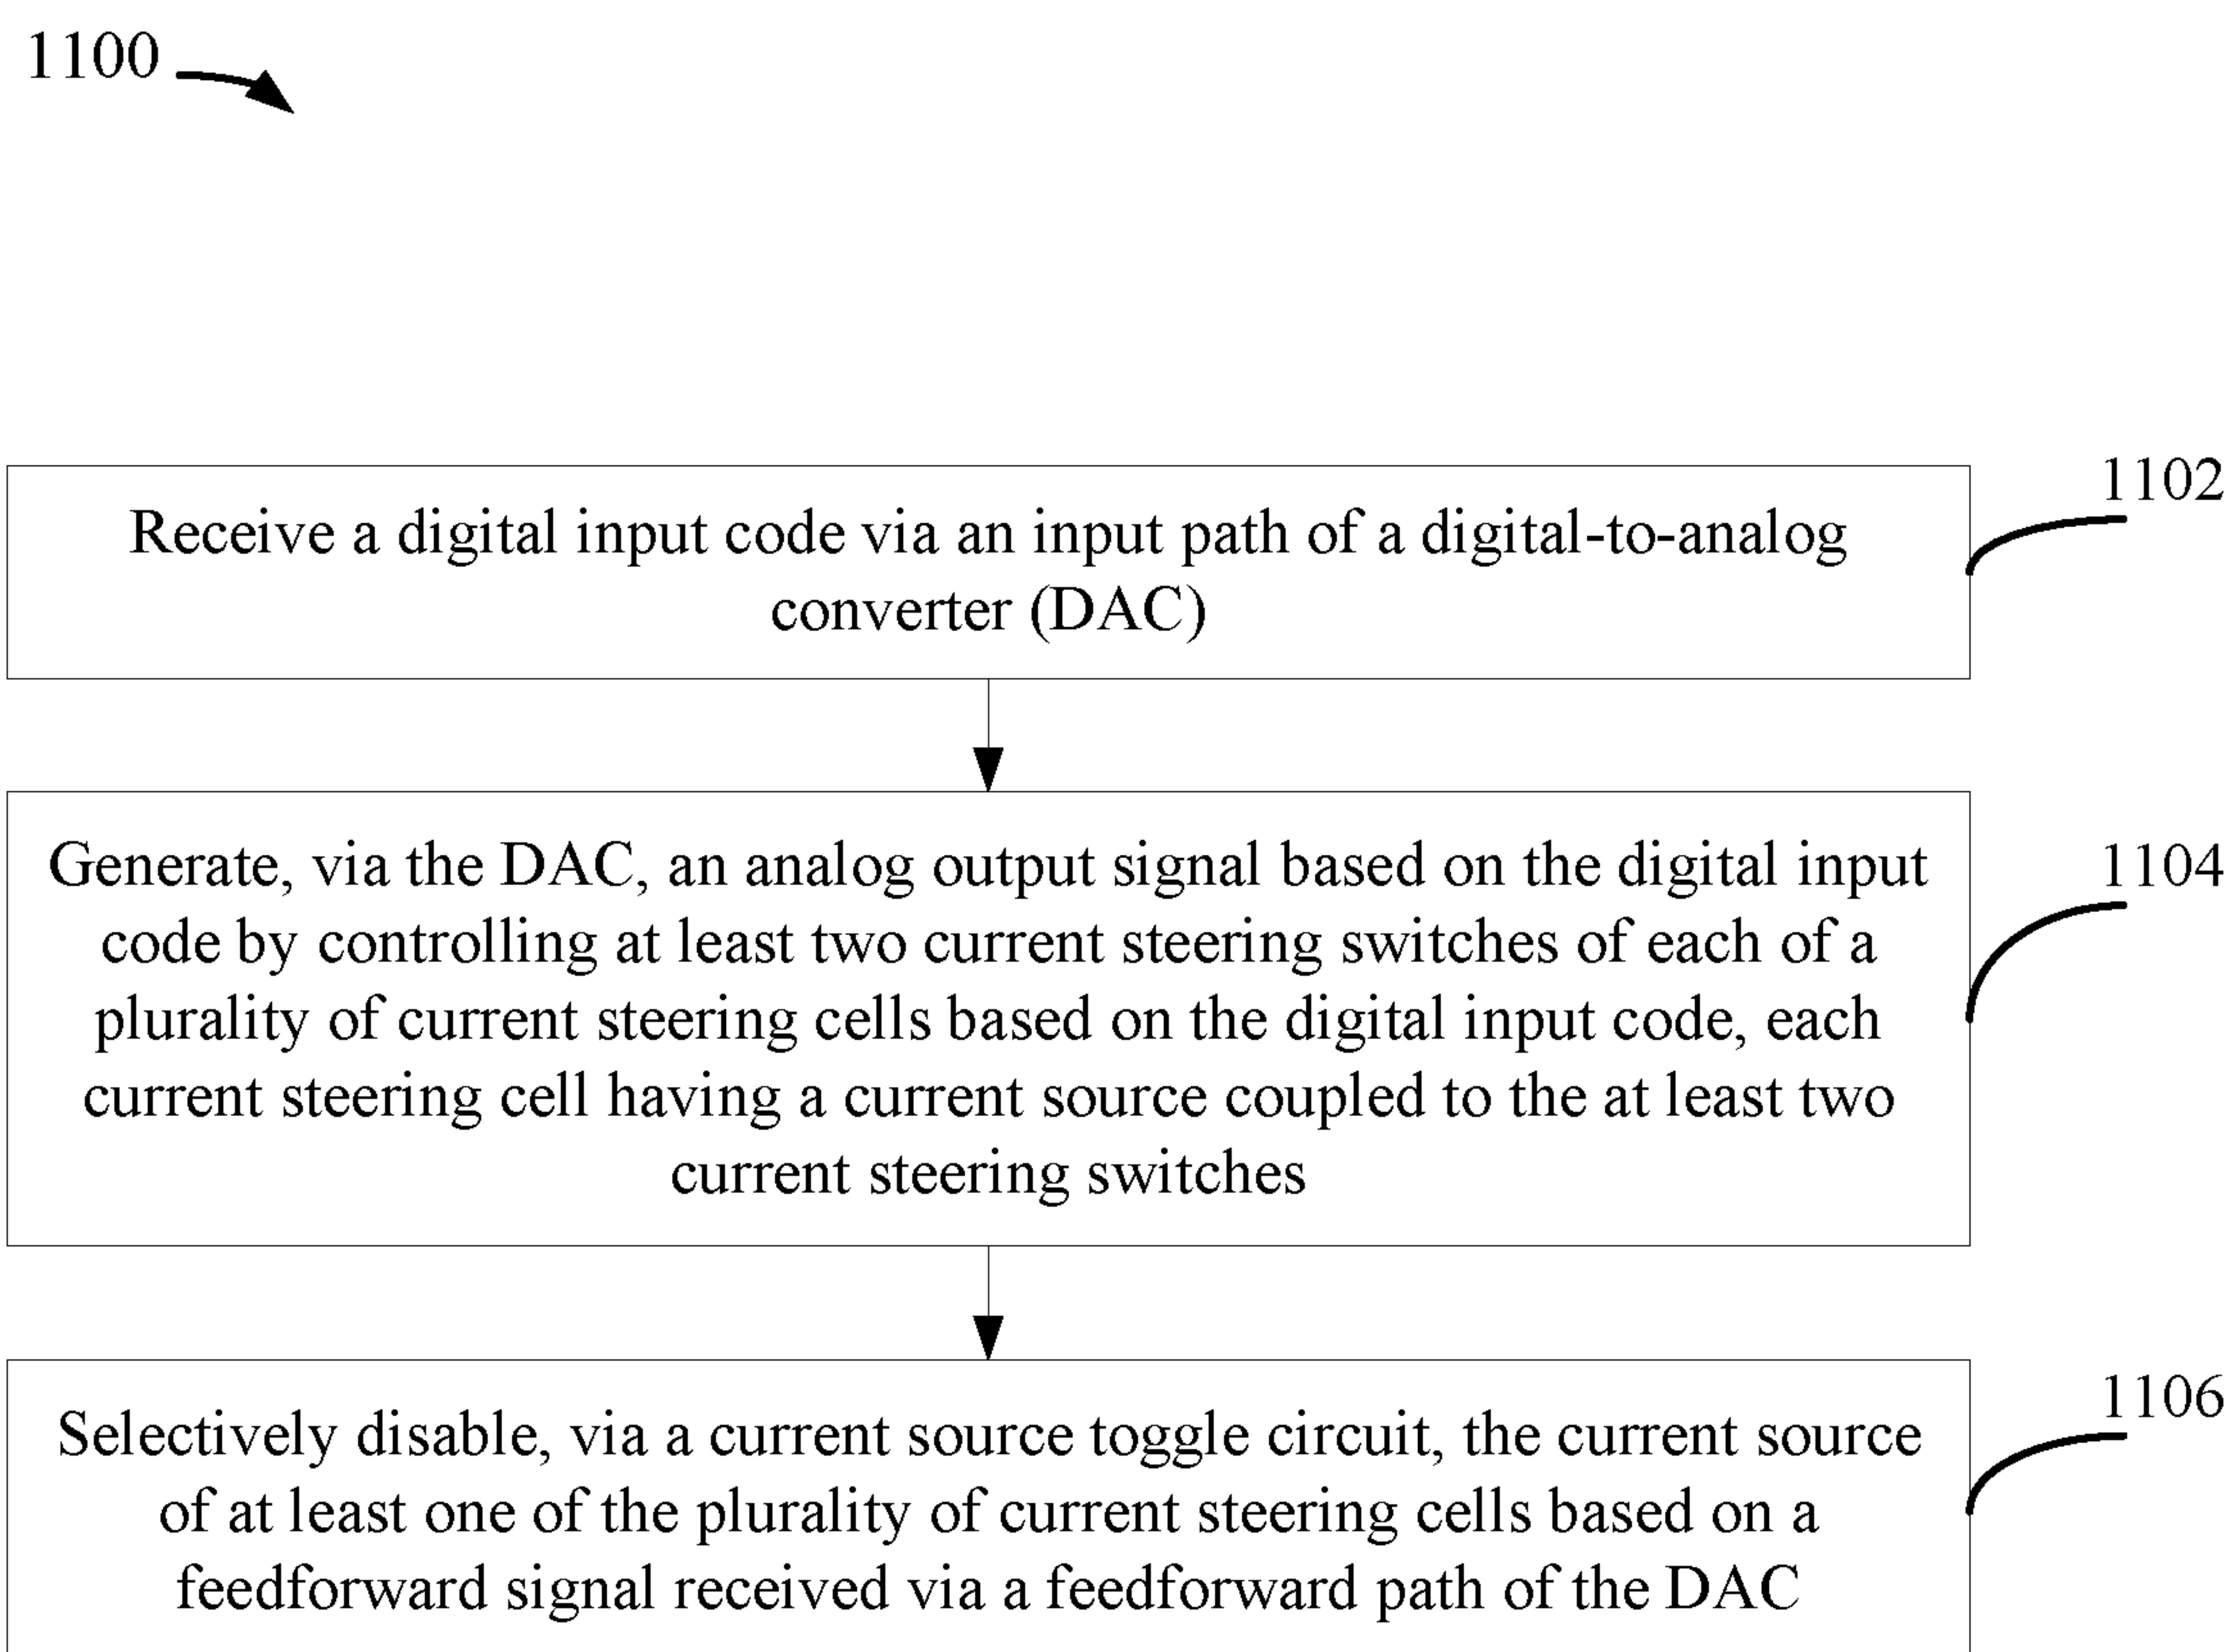 1100
1102
Receive a digital input code via an input path of a digital-to-analog
converter (DAC)
1104
Generate, via the DAC, an analog output signal based on the digital input
code by controlling at least two current steering switches of each of a
plurality of current steering cells based on the digital input code, each
current steering cell having a current source coupled to the at least two
current steering switches
1106
Selectively disable, via a current source toggle circuit, the current source
of at least one of the plurality of current steering cells based on a
feedforward signal received via a feedforward path of the DAC